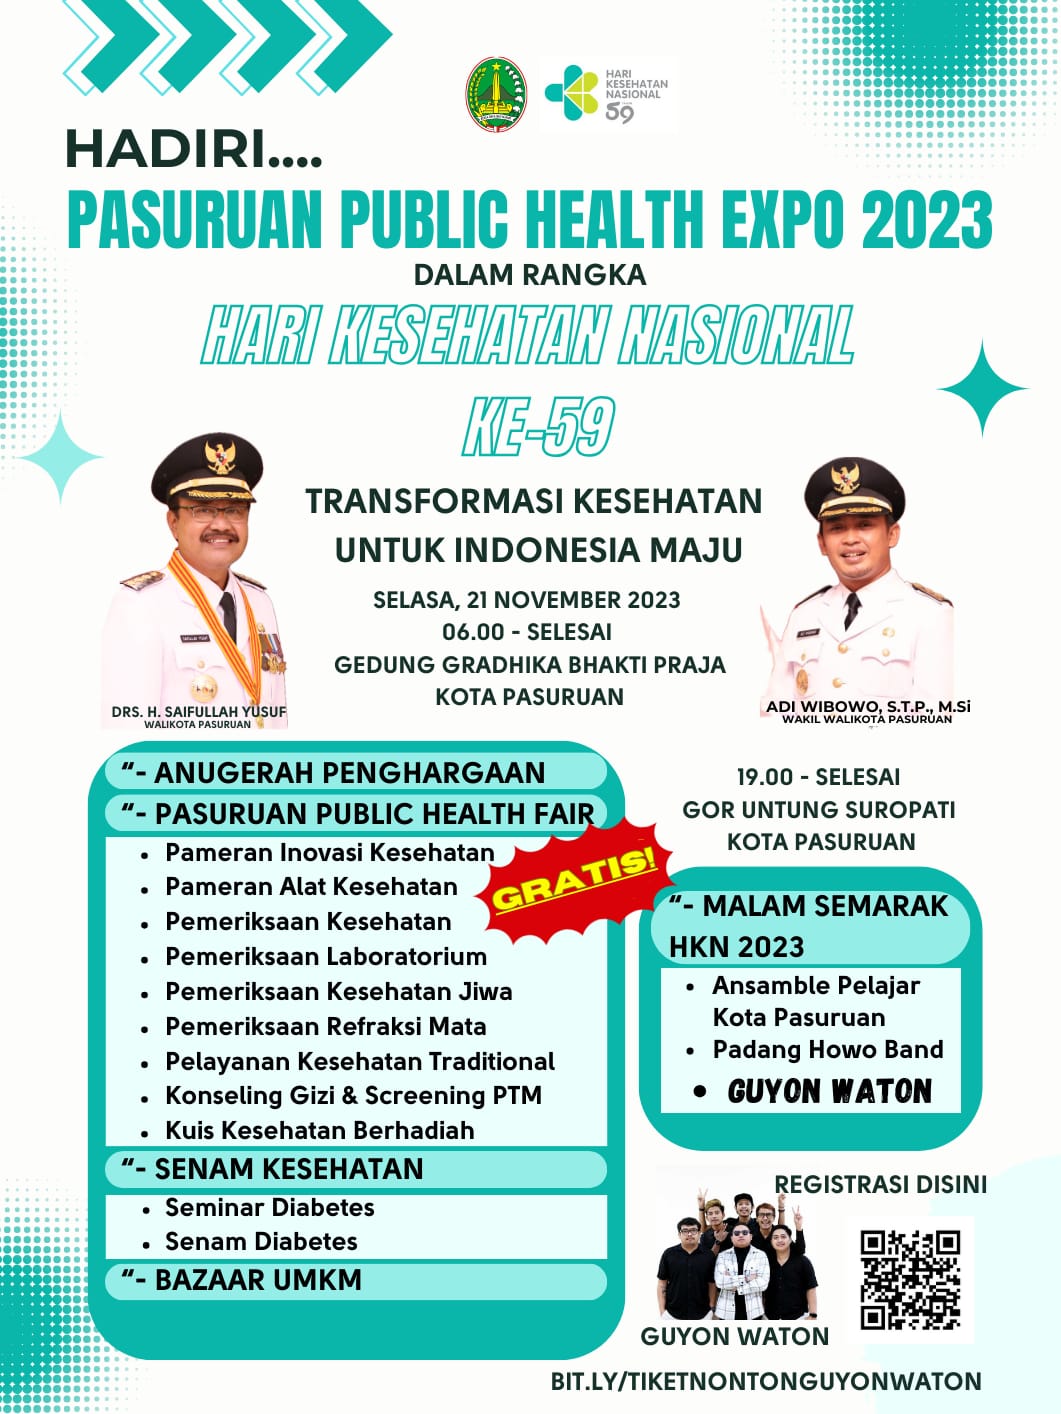 HARI
KESEHATAN
NASIONAL
59
HADIRI....
PASURUAN PUBLIC HEALTH EXPO 2023
DALAM RANGKA
HARI KESEHATAN NASIONAL
KE-59
TRANSFORMASI KESEHATAN
UNTUK INDONESIA MAJU
SELASA, 21 NOVEMBER 2023
06.00 - SELESAI
GEDUNG GRADHIKA BHAKTI PRAJA
KOTA PASURUAN
DRS. H. SAIFULLAH YUSUF
WALIKOTA PASURUAN
ADI WIBOWO, S.T.P., M.Si
WAKIL WALIKOTA PASURUAN
“- ANUGERAH PENGHARGAAN
“- PASURUAN PUBLIC HEALTH FAIR
• Pameran Inovasi Kesehatan
• Pameran Alat Kesehatan
• Pemeriksaan Kesehatan
• Pemeriksaan Laboratorium
• Pemeriksaan Kesehatan Jiwa
• Pemeriksaan Refraksi Mata
• Pelayanan Kesehatan Traditional
• Konseling Gizi & Screening PTM
• Kuis Kesehatan Berhadiah
“- SENAM KESEHATAN
• Seminar Diabetes
• Senam Diabetes
“- BAZAAR UMKM
GRATIS!
19.00 - SELESAI
GOR UNTUNG SUROPATI
KOTA PASURUAN
“- MALAM SEMARAK
HKN 2023
• Ansamble Pelajar
Kota Pasuruan
• Padang Howo Band
• GUYON WATON
REGISTRASI DISINI
GUYON WATON
BIT.LY/TIKETNONTONGUYONWATON